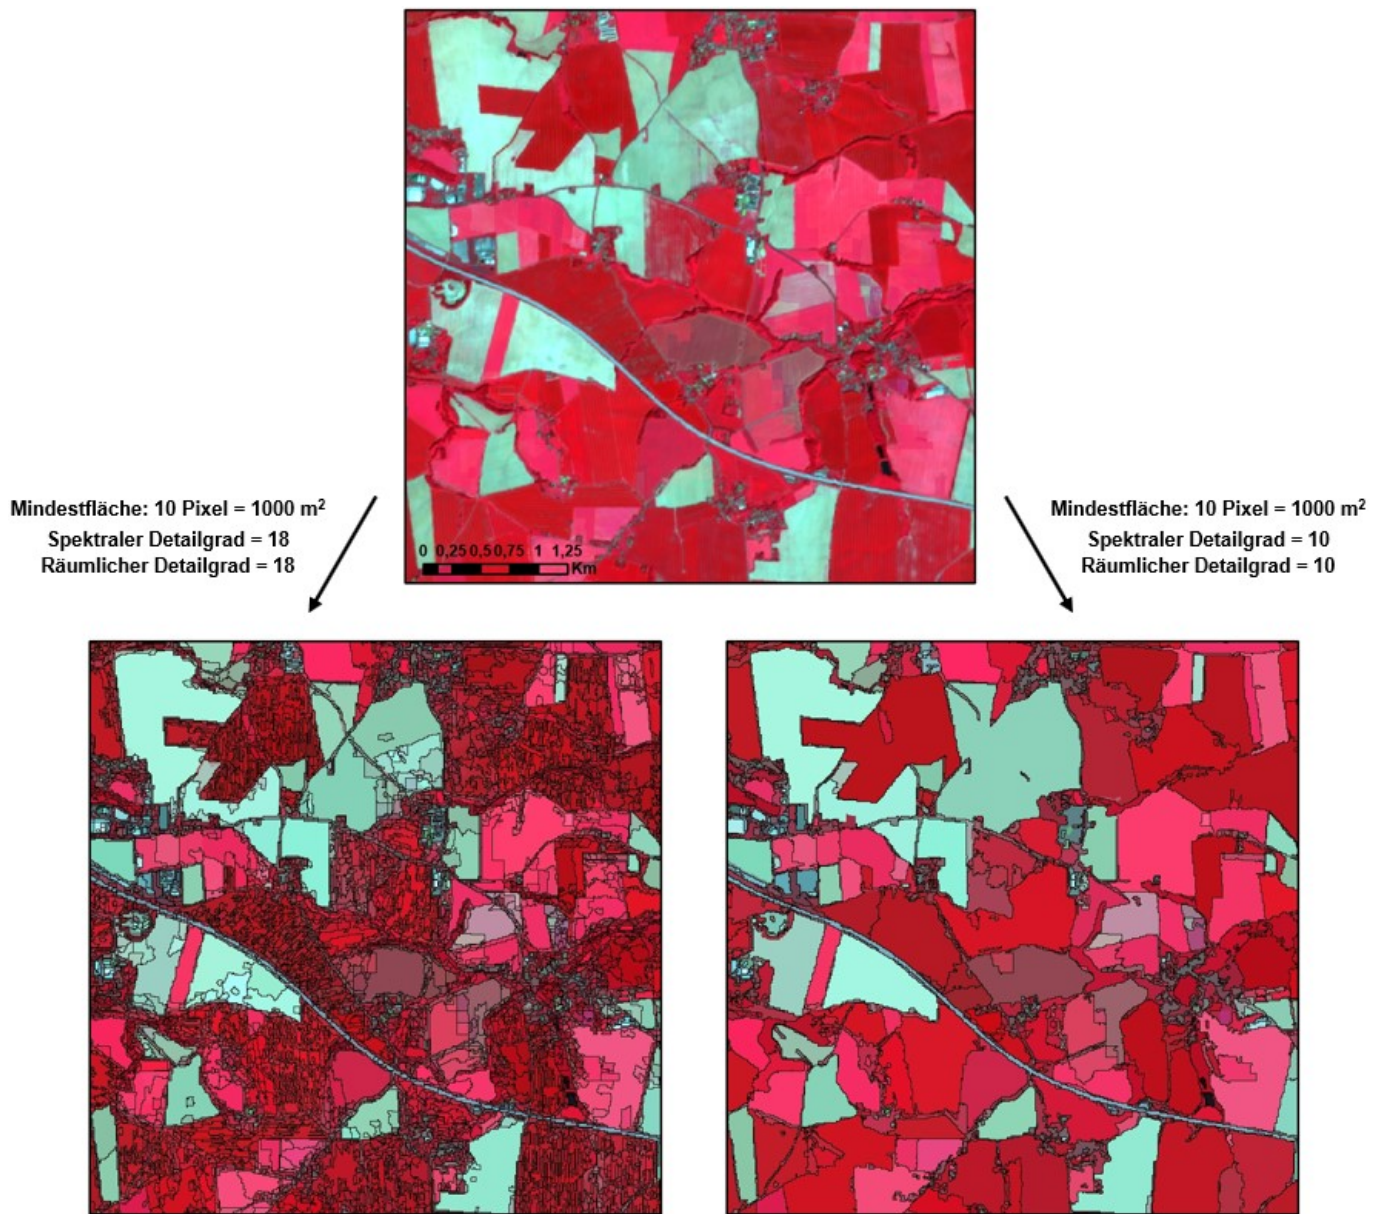 Mindestfläche: 10 Pixel = 1000 m²
Spektraler Detailgrad = 18
Räumlicher Detailgrad = 18
Mindestfläche: 10 Pixel = 1000 m²
Spektraler Detailgrad = 10
Räumlicher Detailgrad = 10
0 0,25 0,5 0,75 1 1,25
Km